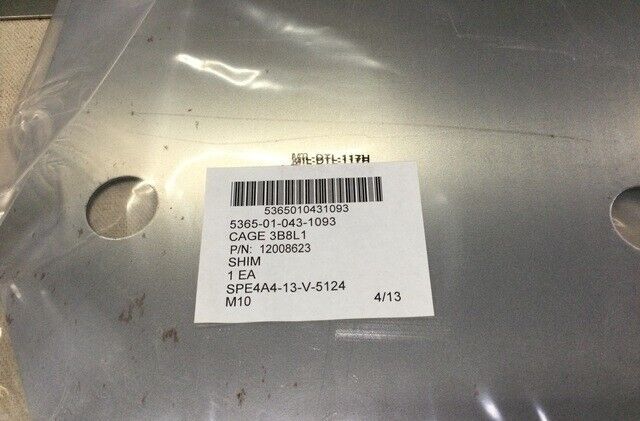 MIL-DTL-117H
5365010431093
5365-01-043-1093
CAGE 3B8L1
P/N: 12008623
SHIM
1 EA
SPE4A4-13-V-5124
M10 4/13